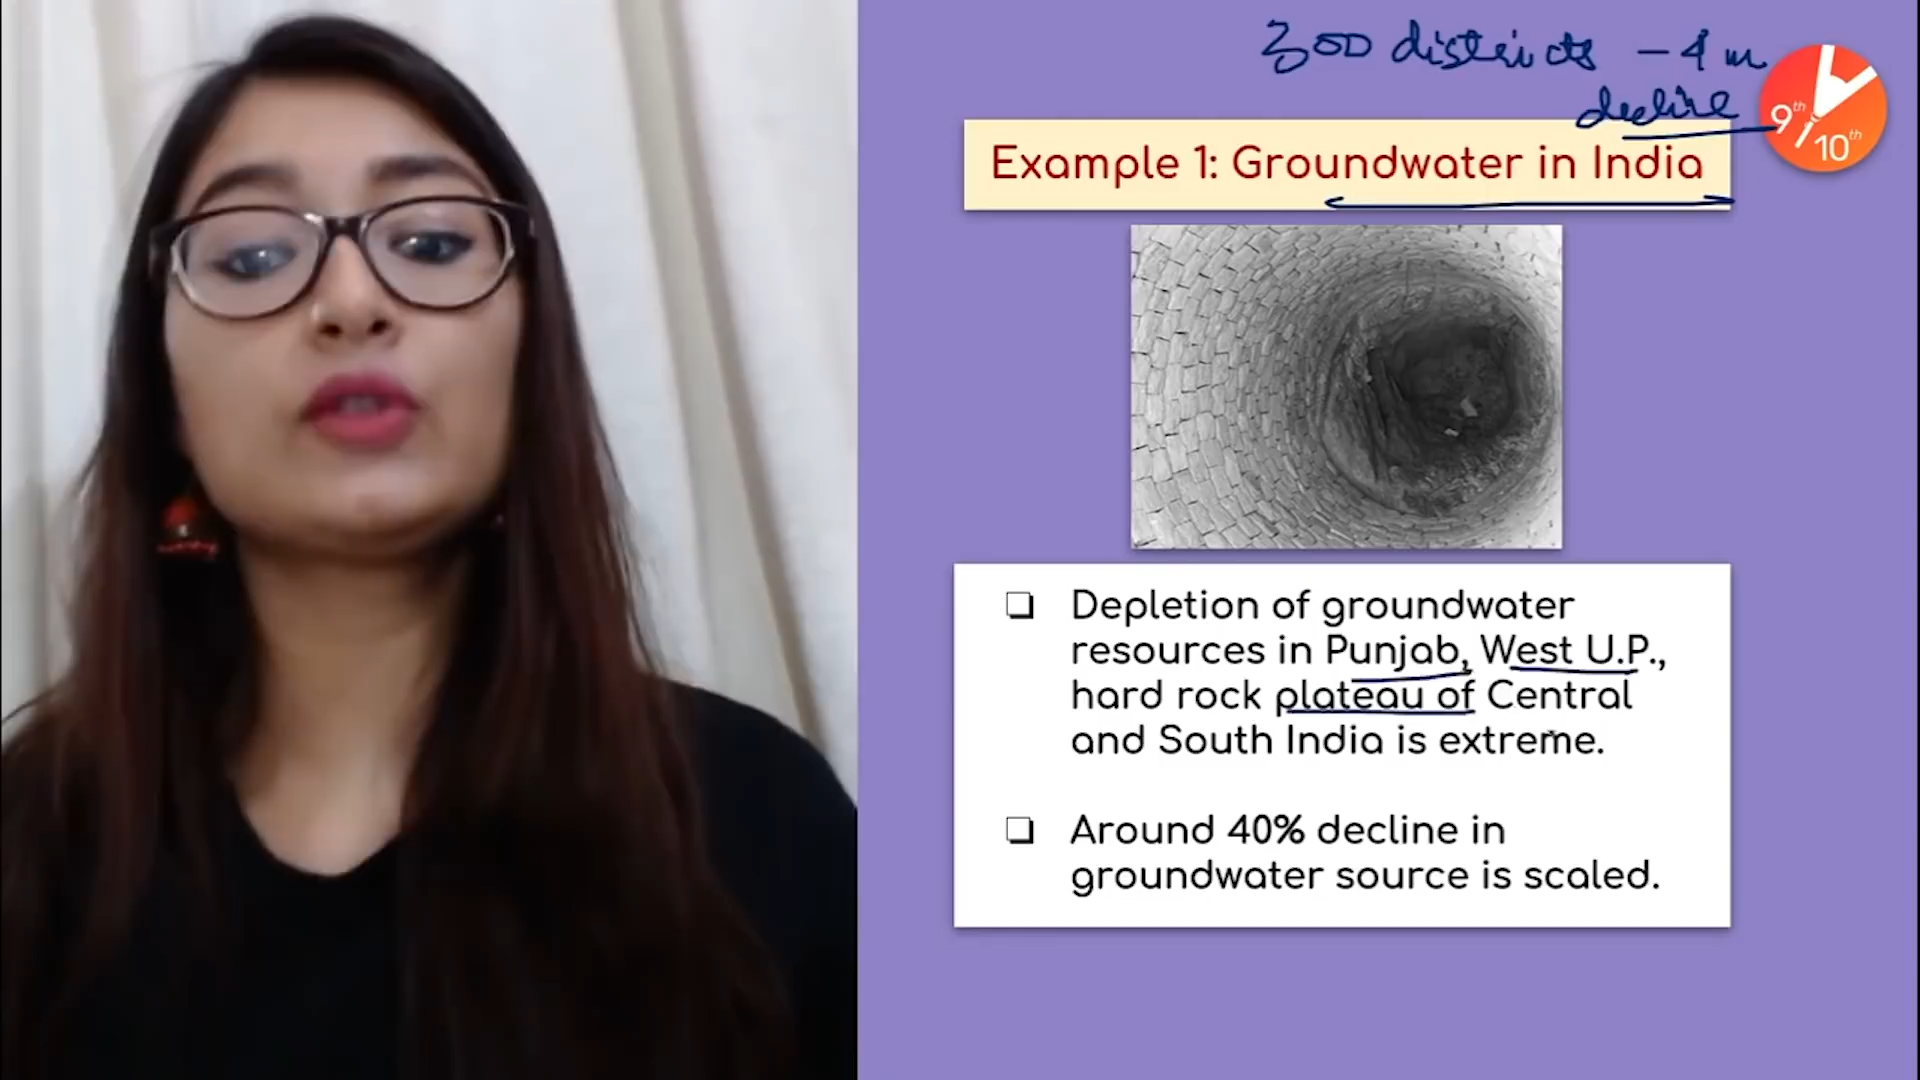 300 districts - 4 m
decline
9th
10th
Example 1: Groundwater in India
❏ Depletion of groundwater
resources in Punjab, West U.P.,
hard rock plateau of Central
and South India is extreme.
❏ Around 40% decline in
groundwater source is scaled.